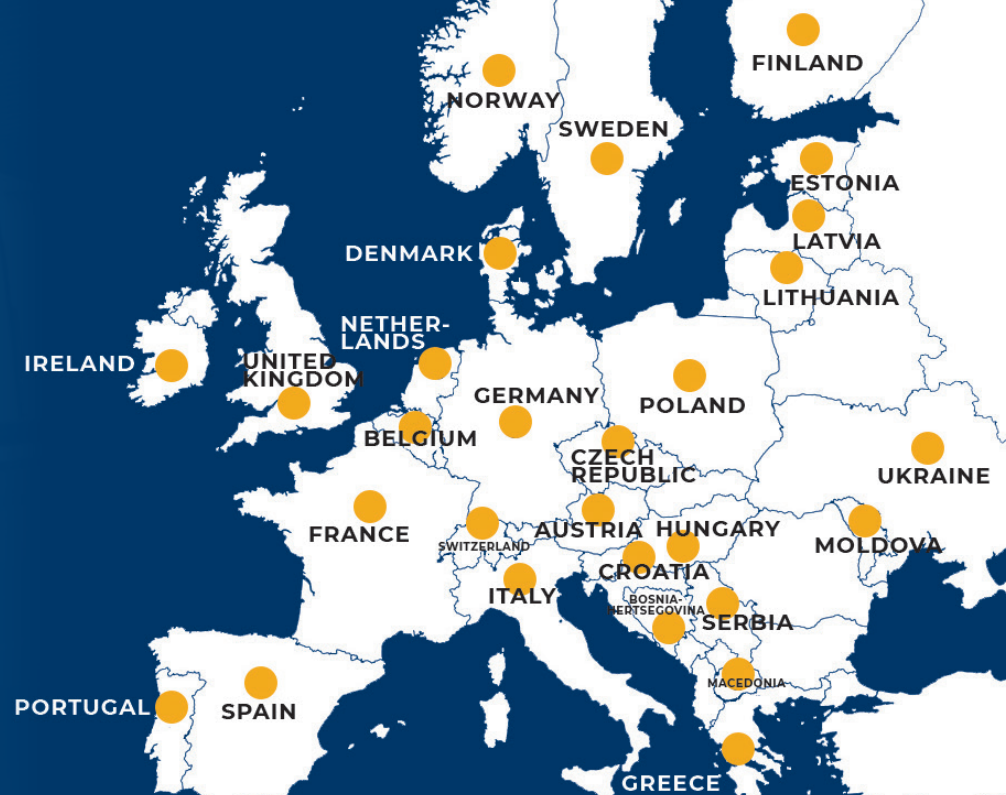 FINLAND
NORWAY
SWEDEN
ESTONIA
LATVIA
DENMARK
LITHUANIA
NETHER-
LANDS
IRELAND
UNITED
KINGDOM
GERMANY
POLAND
BELGIUM
CZECH
REPUBLIC
UKRAINE
FRANCE
AUSTRIA
HUNGARY
SWITZERLAND
MOLDOVA
CROATIA
ITALY
BOSNIA-
HERTSEGOVINA
SERBIA
MACEDONIA
PORTUGAL
SPAIN
GREECE